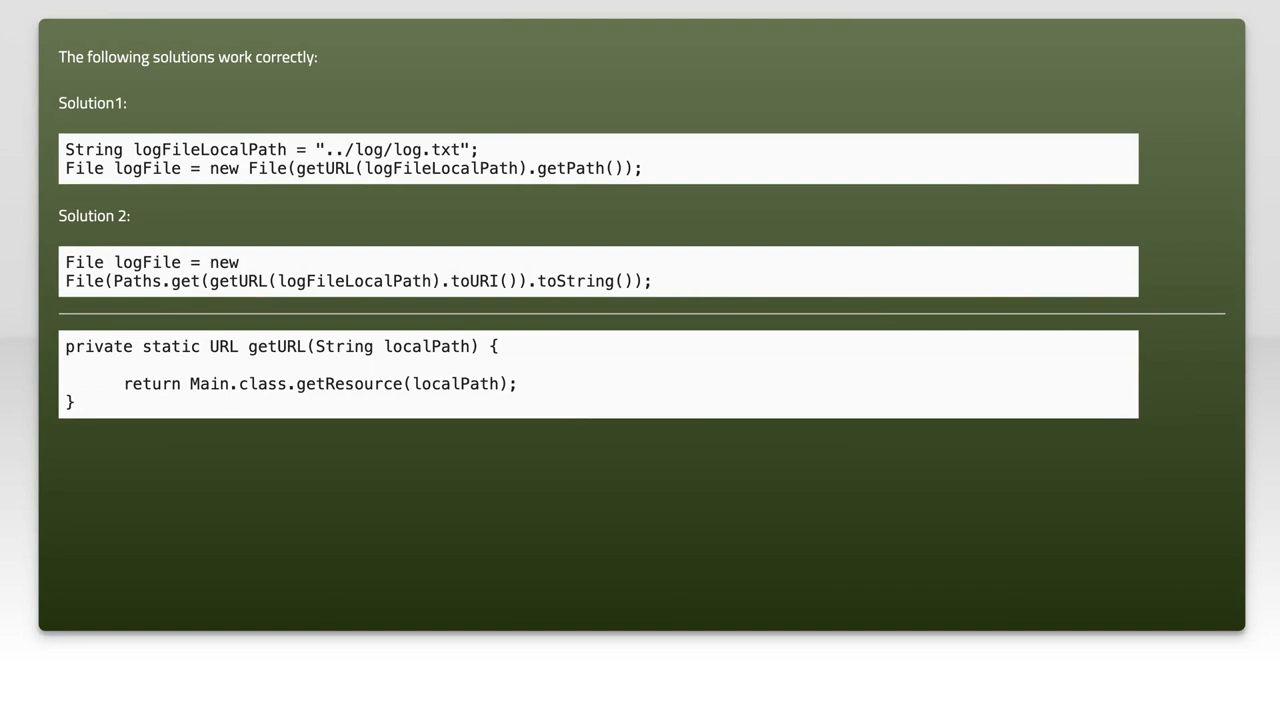 The following solutions work correctly:
Solution1:
String logFileLocalPath = "../log/log.txt";
File logFile = new File(getURL(logFileLocalPath).getPath());
Solution 2:
File logFile = new
File(Paths.get(getURL(logFileLocalPath).toURI()).toString());
private static URL getURL(String localPath) {
return Main.class.getResource(localPath);
}